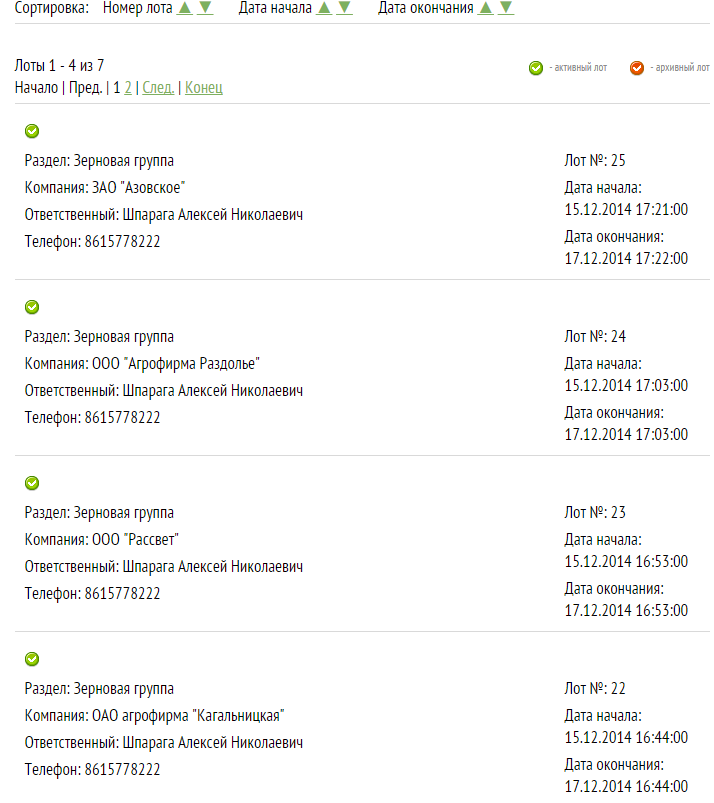 Сортировка: Номер лота ▲ ▼ Дата начала ▲ ▼ Дата окончания ▲ ▼
Лоты 1 - 4 из 7
- активный лот - архивный лот
Начало | Пред. | 1 2 | След. | Конец
Раздел: Зерновая группа
Компания: ЗАО "Азовское"
Ответственный: Шпарага Алексей Николаевич
Телефон: 8615778222
Лот №: 25
Дата начала:
15.12.2014 17:21:00
Дата окончания:
17.12.2014 17:22:00
Раздел: Зерновая группа
Компания: ООО "Агрофирма Раздолье"
Ответственный: Шпарага Алексей Николаевич
Телефон: 8615778222
Лот №: 24
Дата начала:
15.12.2014 17:03:00
Дата окончания:
17.12.2014 17:03:00
Раздел: Зерновая группа
Компания: ООО "Рассвет"
Ответственный: Шпарага Алексей Николаевич
Телефон: 8615778222
Лот №: 23
Дата начала:
15.12.2014 16:53:00
Дата окончания:
17.12.2014 16:53:00
Раздел: Зерновая группа
Компания: ОАО агрофирма "Кагальницкая"
Ответственный: Шпарага Алексей Николаевич
Телефон: 8615778222
Лот №: 22
Дата начала:
15.12.2014 16:44:00
Дата окончания:
17.12.2014 16:44:00